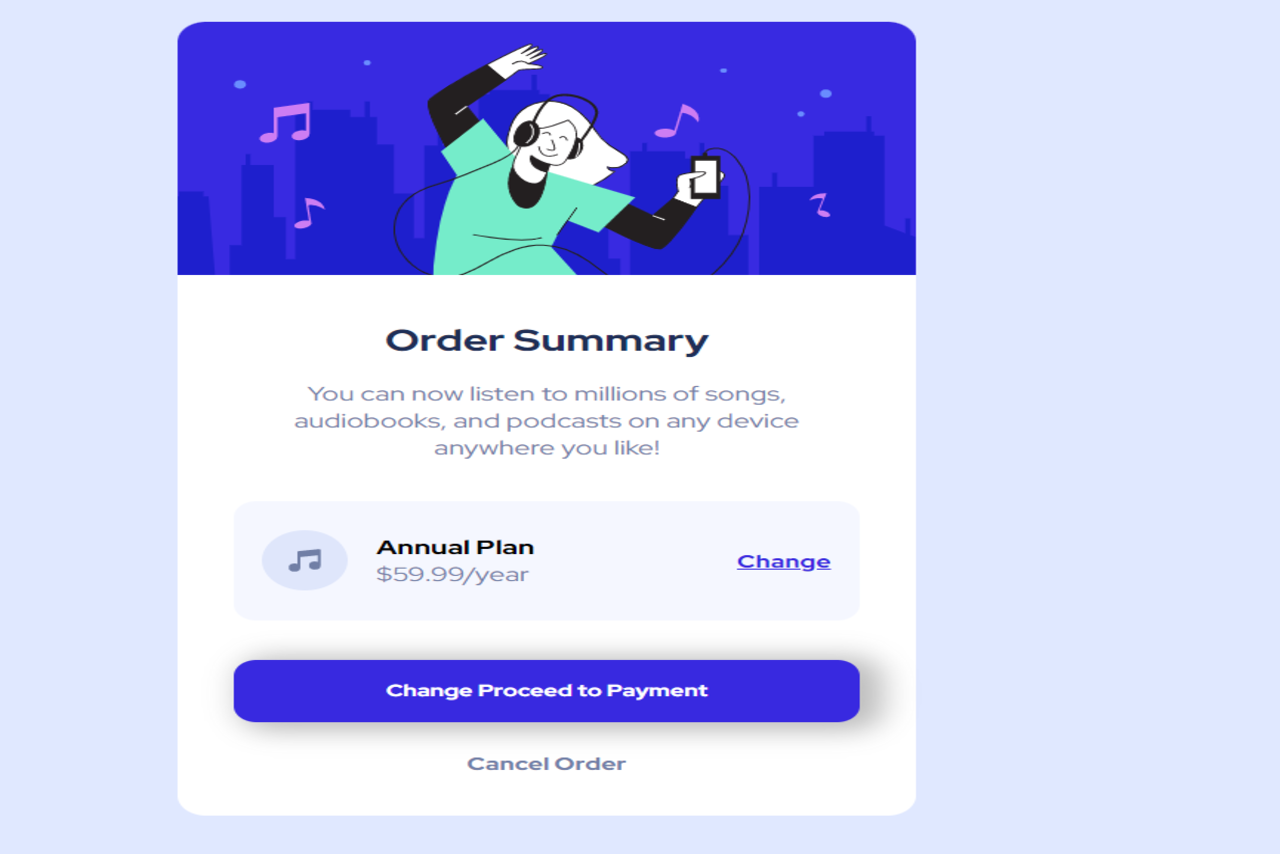 Order Summary
You can now listen to millions of songs,
audiobooks, and podcasts on any device
anywhere you like!
Annual Plan
$59.99/year
Change
Change Proceed to Payment
Cancel Order